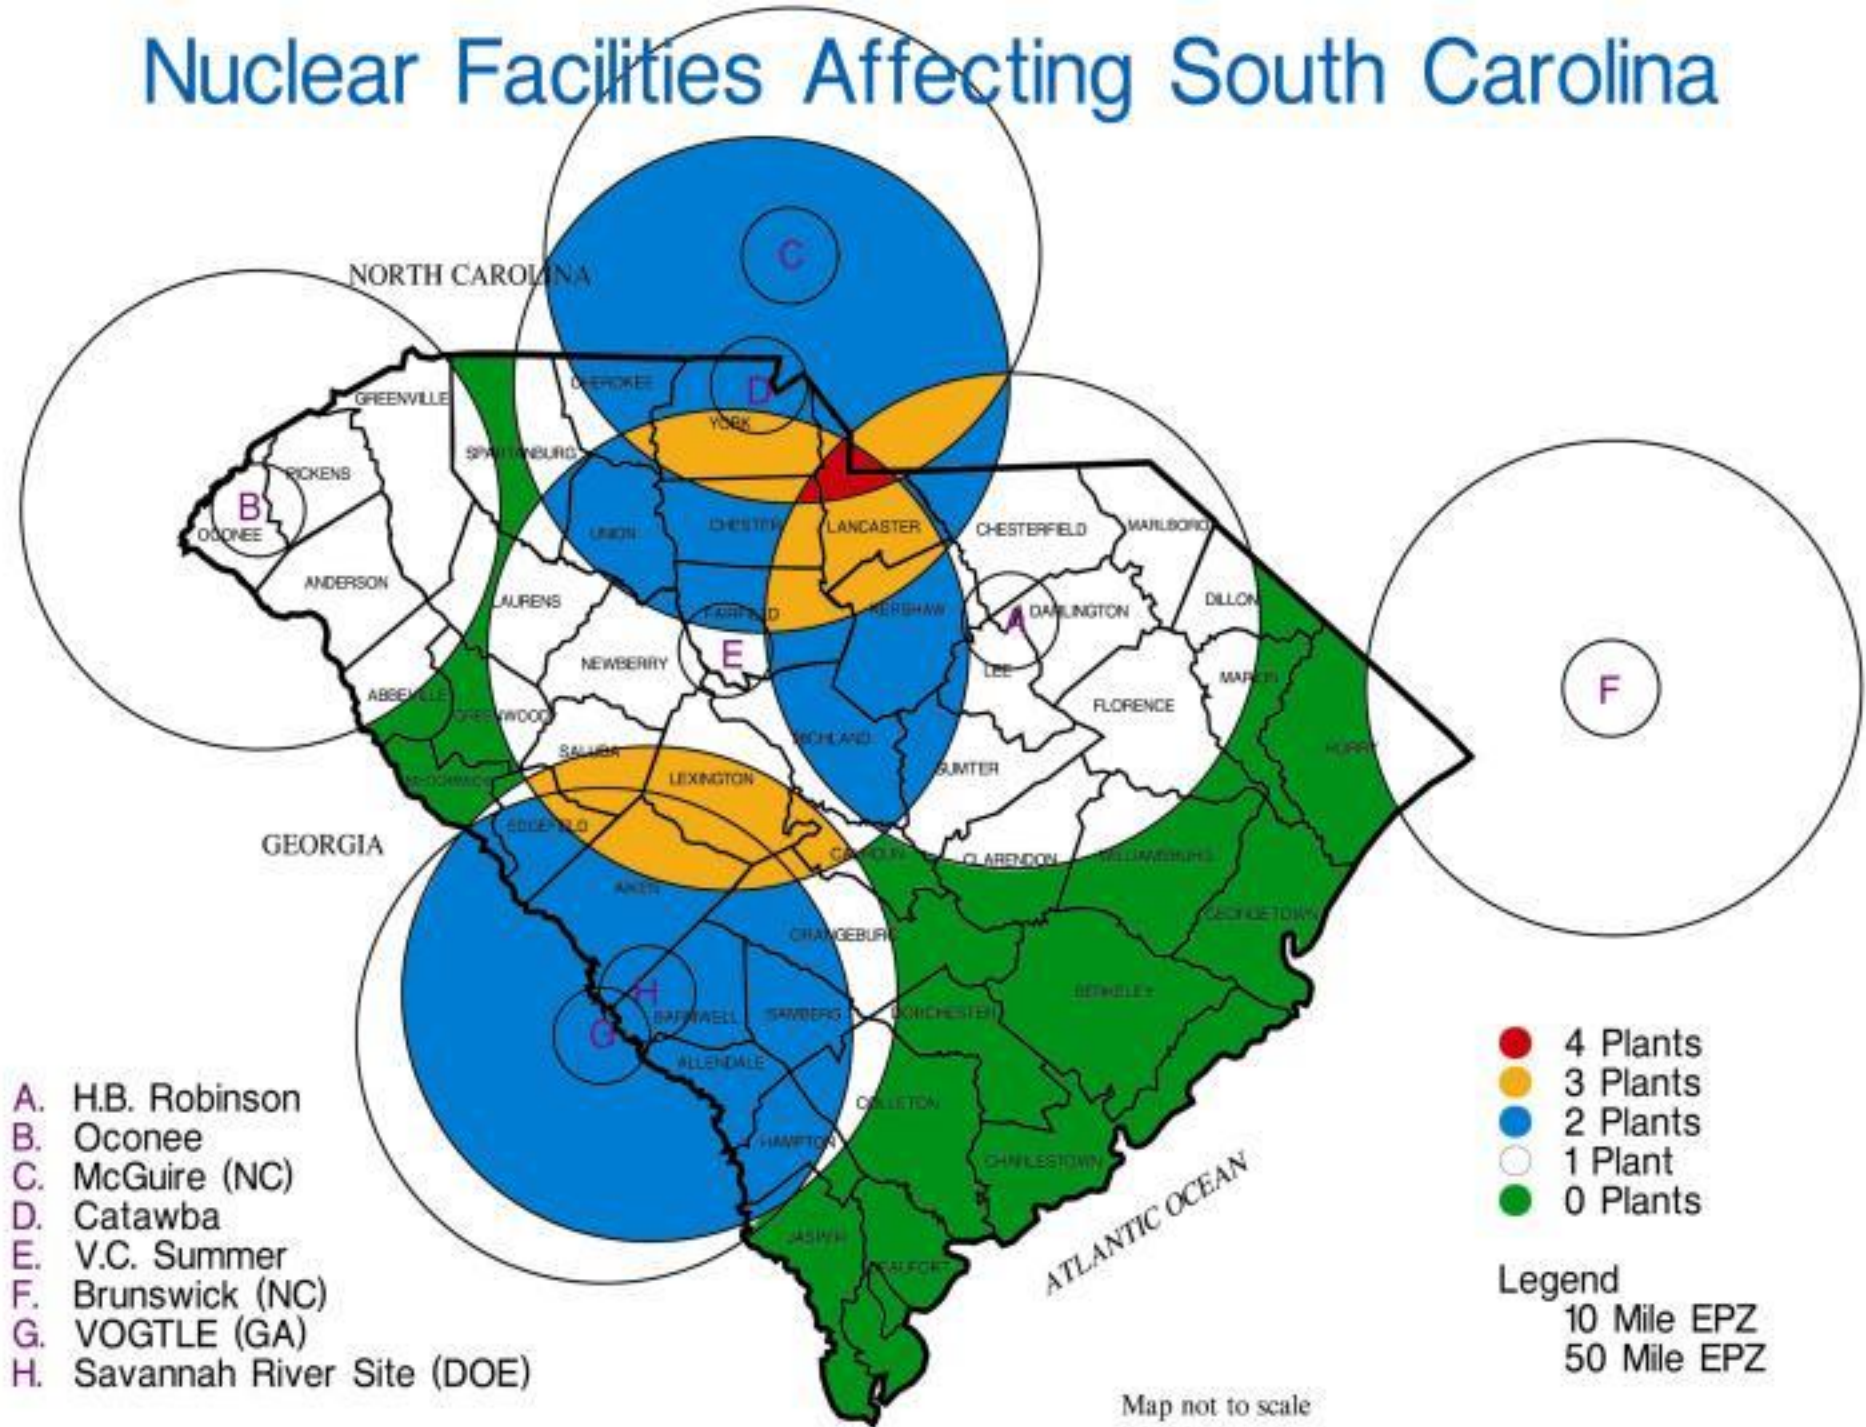 Nuclear Facilities Affecting South Carolina
C
NORTH CAROLINA
D
CHEROKEE
GREENVILLE
YORK
SPARTANBURG
PICKENS
B
OCONEE
UNION
CHESTER
LANCASTER
CHESTERFIELD
MARLBORO
ANDERSON
LAURENS
FAIRFIELD
KERSHAW
A
DARLINGTON
DILLON
E
NEWBERRY
LEE
MARION
F
ABBEVILLE
GREENWOOD
FLORENCE
SALUDA
RICHLAND
HORRY
McCORMICK
LEXINGTON
SUMTER
EDGEFIELD
GEORGIA
CALHOUN
CLARENDON
WILLIAMSBURG
AIKEN
GEORGETOWN
ORANGEBURG
H
BERKELEY
G
BARNWELL
BAMBERG
DORCHESTER
ALLENDALE
COLLETON
HAMPTON
CHARLESTOWN
JASPER
BEAUFORT
ATLANTIC OCEAN
A. H.B. Robinson
B. Oconee
C. McGuire (NC)
D. Catawba
E. V.C. Summer
F. Brunswick (NC)
G. VOGTLE (GA)
H. Savannah River Site (DOE)
4 Plants
3 Plants
2 Plants
1 Plant
0 Plants
Legend
10 Mile EPZ
50 Mile EPZ
Map not to scale